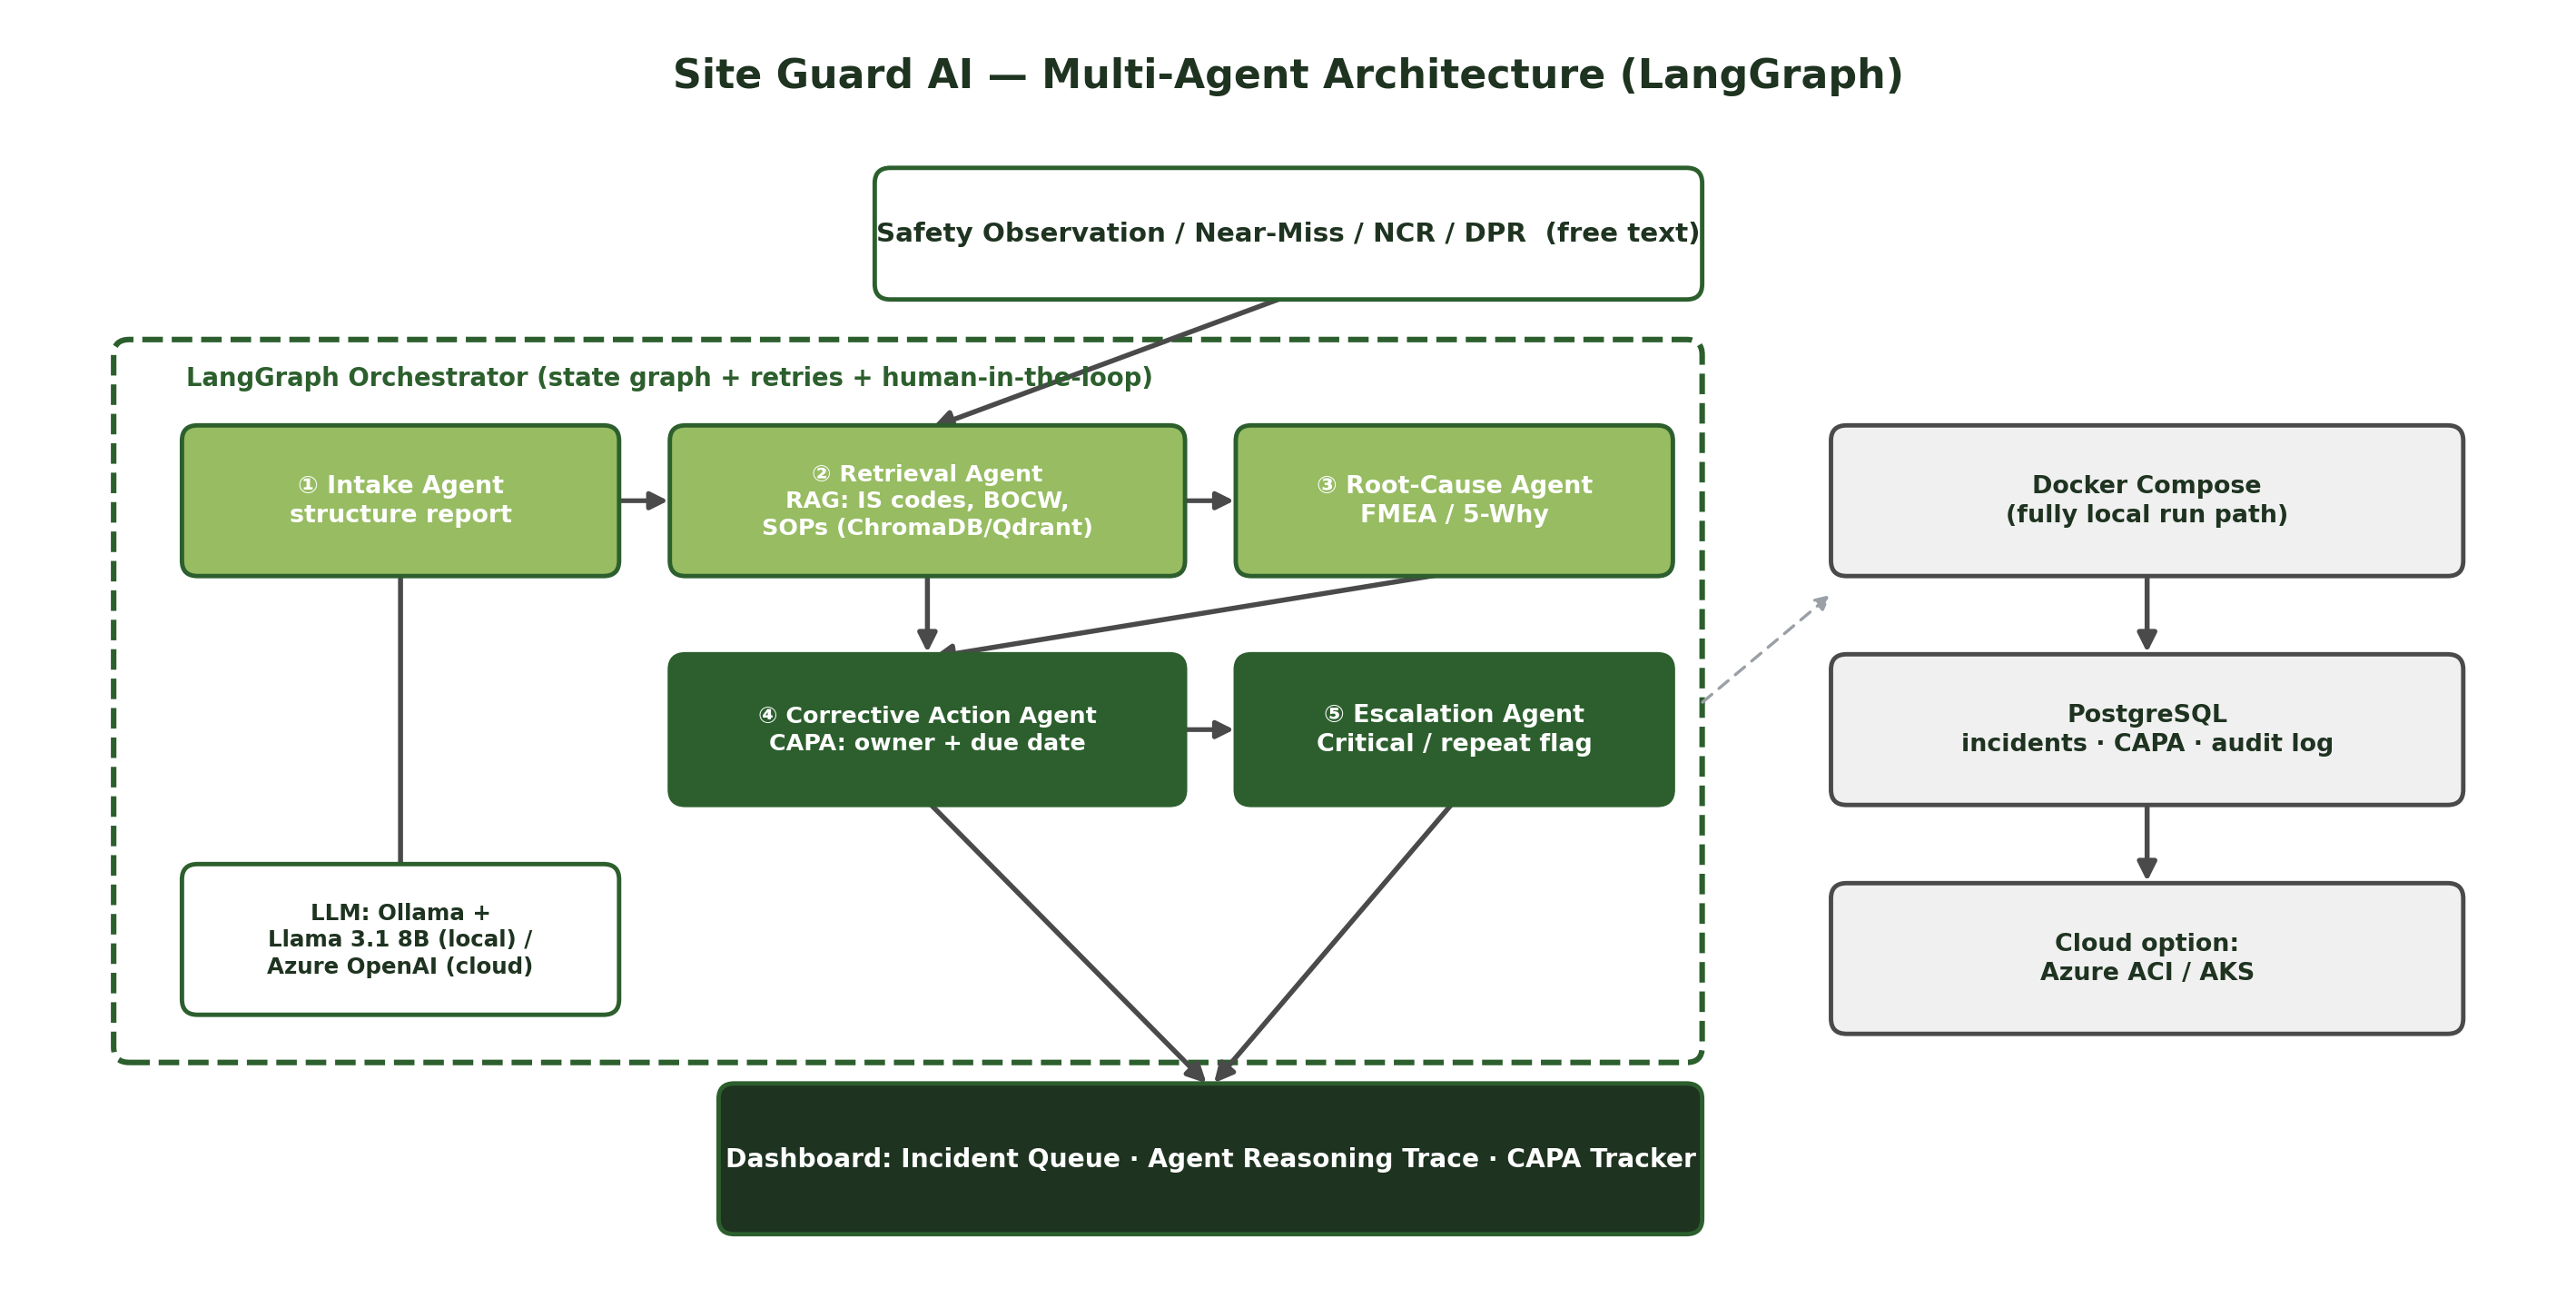 Site Guard AI — Multi-Agent Architecture (LangGraph)
Safety Observation / Near-Miss / NCR / DPR  (free text)
LangGraph Orchestrator (state graph + retries + human-in-the-loop)
① Intake Agent
structure report
② Retrieval Agent
RAG: IS codes, BOCW,
SOPs (ChromaDB/Qdrant)
③ Root-Cause Agent
FMEA / 5-Why
Docker Compose
(fully local run path)
④ Corrective Action Agent
CAPA: owner + due date
⑤ Escalation Agent
Critical / repeat flag
PostgreSQL
incidents · CAPA · audit log
LLM: Ollama +
Llama 3.1 8B (local) /
Azure OpenAI (cloud)
Cloud option:
Azure ACI / AKS
Dashboard: Incident Queue · Agent Reasoning Trace · CAPA Tracker